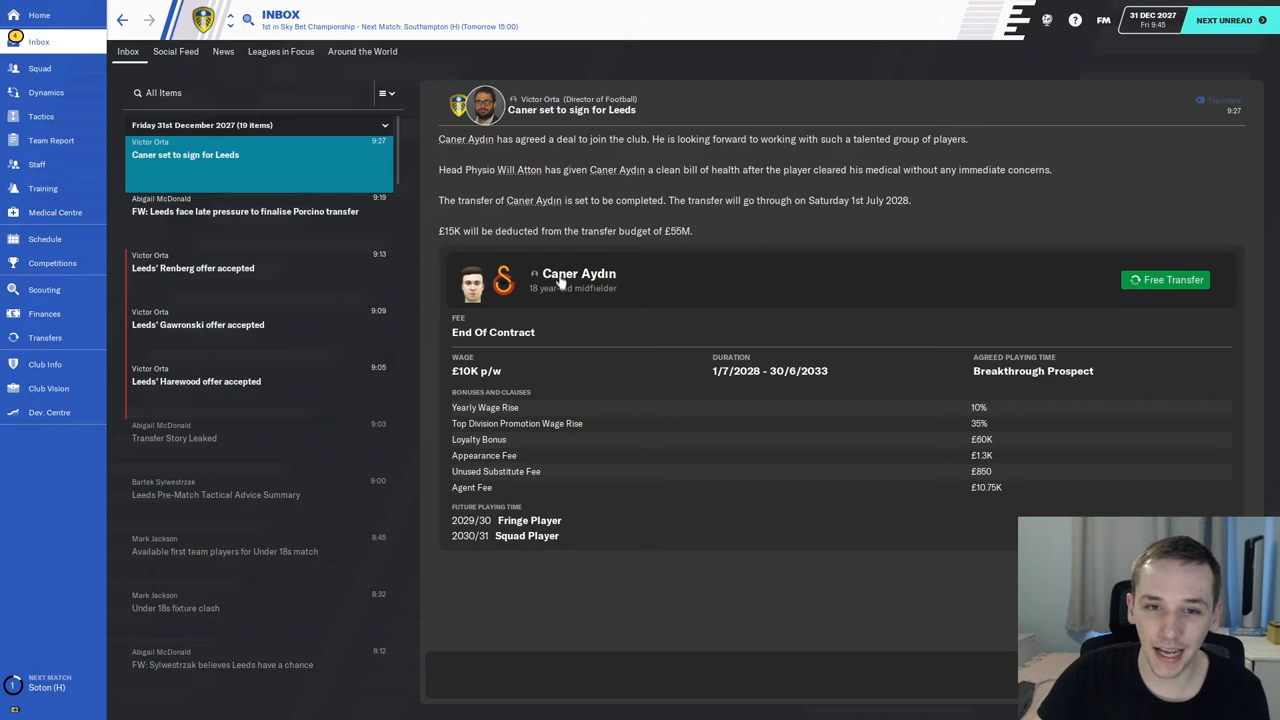 Home
4
Inbox
Squad
Dynamics
Tactics
Team Report
Staff
Training
Medical Centre
Schedule
Competitions
Scouting
Finances
Transfers
Club Info
Club Vision
Dev. Centre
NEXT MATCH
1 Soton (H)
INBOX
1st in Sky Bet Championship - Next Match: Southampton (H) (Tomorrow 15:00)
? FM
31 DEC 2027
Fri 9:45
NEXT UNREAD
Inbox Social Feed News Leagues in Focus Around the World
All Items
Friday 31st December 2027 (19 items)
Victor Orta 9:27
Caner set to sign for Leeds
Abigail McDonald 9:19
FW: Leeds face late pressure to finalise Porcino transfer
Victor Orta 9:13
Leeds' Renberg offer accepted
Victor Orta 9:09
Leeds' Gawronski offer accepted
Victor Orta 9:05
Leeds' Harewood offer accepted
Abigail McDonald 9:03
Transfer Story Leaked
Bartek Sylwestrzak 9:00
Leeds Pre-Match Tactical Advice Summary
Mark Jackson 8:45
Available first team players for Under 18s match
Mark Jackson 8:32
Under 18s fixture clash
Abigail McDonald 8:12
FW: Sylwestrzak believes Leeds have a chance
Victor Orta (Director of Football)
Caner set to sign for Leeds
Transfers
9:27
Caner Aydın has agreed a deal to join the club. He is looking forward to working with such a talented group of players.
Head Physio Will Atton has given Caner Aydın a clean bill of health after the player cleared his medical without any immediate concerns.
The transfer of Caner Aydın is set to be completed. The transfer will go through on Saturday 1st July 2028.
£15K will be deducted from the transfer budget of £55M.
Caner Aydın
18 year-old midfielder
Free Transfer
FEE
End Of Contract
WAGE DURATION AGREED PLAYING TIME
£10K p/w 1/7/2028 - 30/6/2033 Breakthrough Prospect
BONUSES AND CLAUSES
Yearly Wage Rise 10%
Top Division Promotion Wage Rise 35%
Loyalty Bonus £60K
Appearance Fee £1.3K
Unused Substitute Fee £850
Agent Fee £10.75K
FUTURE PLAYING TIME
2029/30 Fringe Player
2030/31 Squad Player